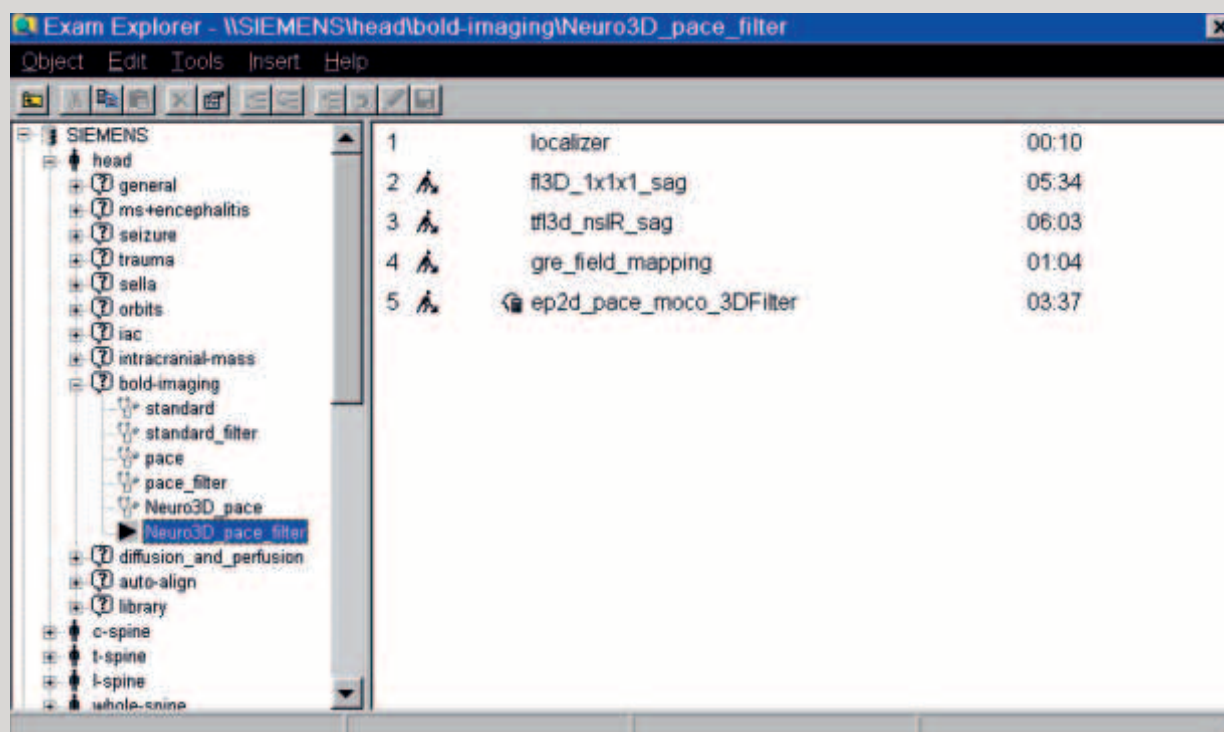 Exam Explorer - \\SIEMENS\head\bold-imaging\Neuro3D_pace_filter
Object Edit Tools Insert Help
SIEMENS
head
general
ms+encephalitis
seizure
trauma
sella
orbits
iac
intracranial-mass
bold-imaging
standard
standard_filter
pace
pace_filter
Neuro3D_pace
Neuro3D_pace_filter
diffusion_and_perfusion
auto-align
library
c-spine
t-spine
l-spine
whole-spine
1 localizer 00:10
2 fl3D_1x1x1_sag 05:34
3 tfl3d_nsIR_sag 06:03
4 gre_field_mapping 01:04
5 ep2d_pace_moco_3DFilter 03:37